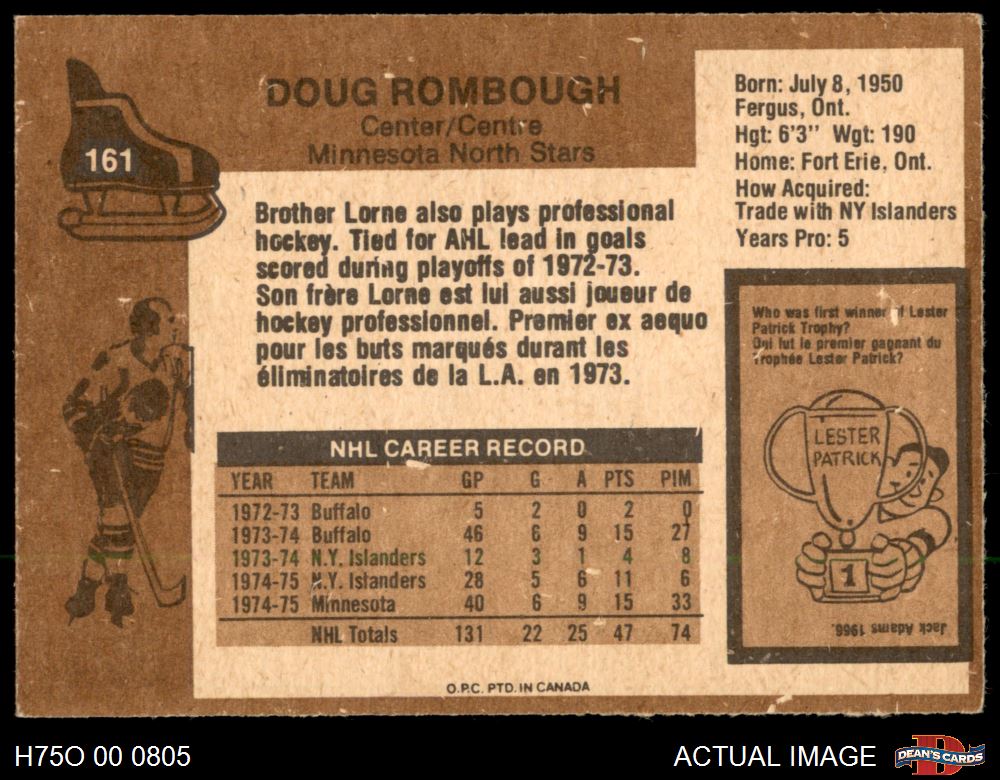 161
DOUG ROMBOUGH
Center/Centre
Minnesota North Stars
Born: July 8, 1950
Fergus, Ont.
Hgt: 6'3" Wgt: 190
Home: Fort Erie, Ont.
How Acquired:
Trade with NY Islanders
Years Pro: 5
Brother Lorne also plays professional
hockey. Tied for AHL lead in goals
scored during playoffs of 1972-73.
Son frère Lorne est lui aussi joueur de
hockey professionnel. Premier ex aequo
pour les buts marqués durant les
éliminatoires de la L.A. en 1973.
NHL CAREER RECORD
YEAR TEAM GP G A PTS PIM
1972-73 Buffalo 5 2 0 2 0
1973-74 Buffalo 46 6 9 15 27
1973-74 N.Y. Islanders 12 3 1 4 8
1974-75 N.Y. Islanders 28 5 6 11 6
1974-75 Minnesota 40 6 9 15 33
NHL Totals 131 22 25 47 74
Who was first winner of Lester
Patrick Trophy?
Qui fut le premier gagnant du
Trophée Lester Patrick?
LESTER
PATRICK
1
Jack Adams 1966.
O.P.C. PTD. IN CANADA
H75O 00 0805
ACTUAL IMAGE
D
DEAN'S CARDS